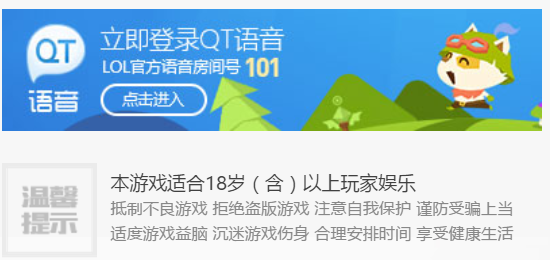 QT
语音
立即登录QT语音
LOL官方语音房间号 101
点击进入
温馨
提示
本游戏适合18岁（含）以上玩家娱乐
抵制不良游戏 拒绝盗版游戏 注意自我保护 谨防受骗上当
适度游戏益脑 沉迷游戏伤身 合理安排时间 享受健康生活